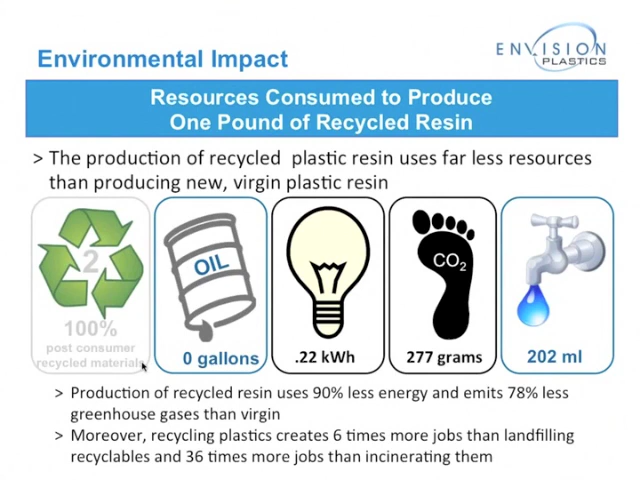 Environmental Impact
ENVISION
PLASTICS
Resources Consumed to Produce
One Pound of Recycled Resin
> The production of recycled plastic resin uses far less resources
than producing new, virgin plastic resin
2
100%
post consumer
recycled materials
OIL
0 gallons
.22 kWh
CO₂
277 grams
202 ml
> Production of recycled resin uses 90% less energy and emits 78% less
greenhouse gases than virgin
> Moreover, recycling plastics creates 6 times more jobs than landfilling
recyclables and 36 times more jobs than incinerating them